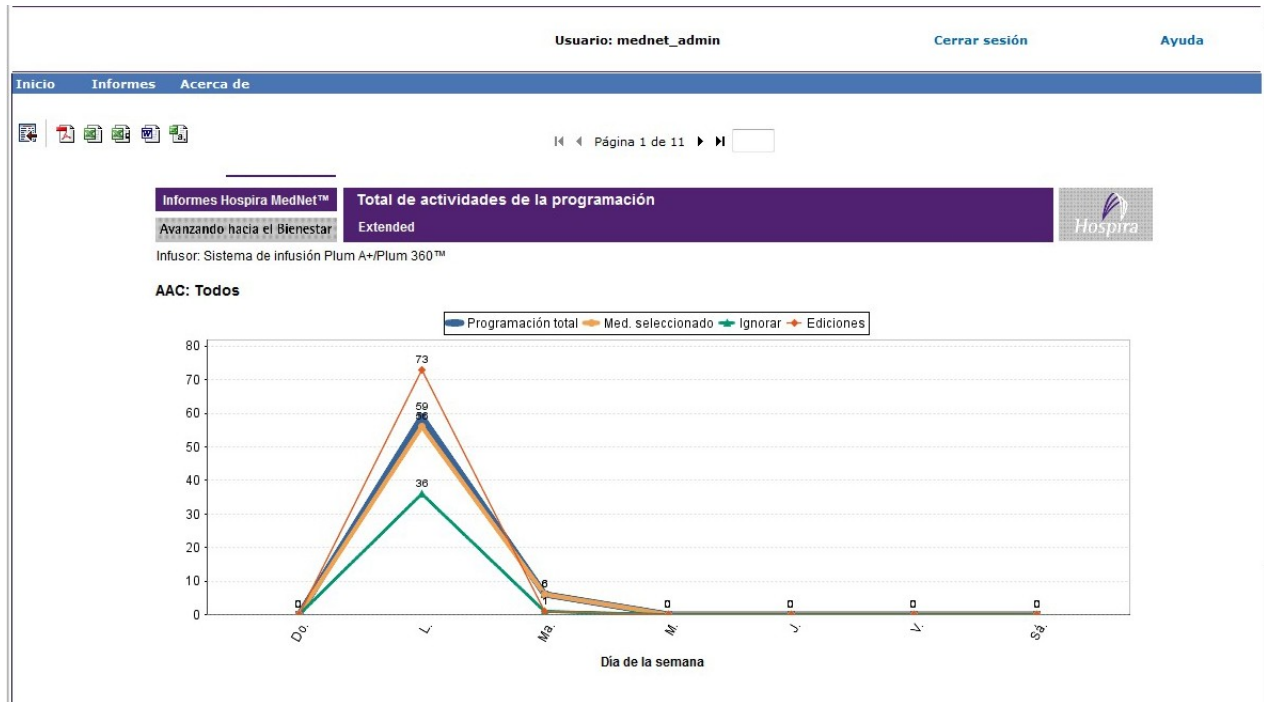 Usuario: mednet_admin Cerrar sesión Ayuda
Inicio Informes Acerca de
Página 1 de 11
Informes Hospira MedNet™ Total de actividades de la programación
Avanzando hacia el Bienestar Extended
Hospira
Infusor: Sistema de infusión Plum A+/Plum 360™
AAC: Todos
Programación total Med. seleccionado Ignorar Ediciones
80
73
70
59
60
50
40
36
30
20
10
6
1
0 0 0 0 0 0
Do. L. Ma. M. J. V. Sá.
Día de la semana